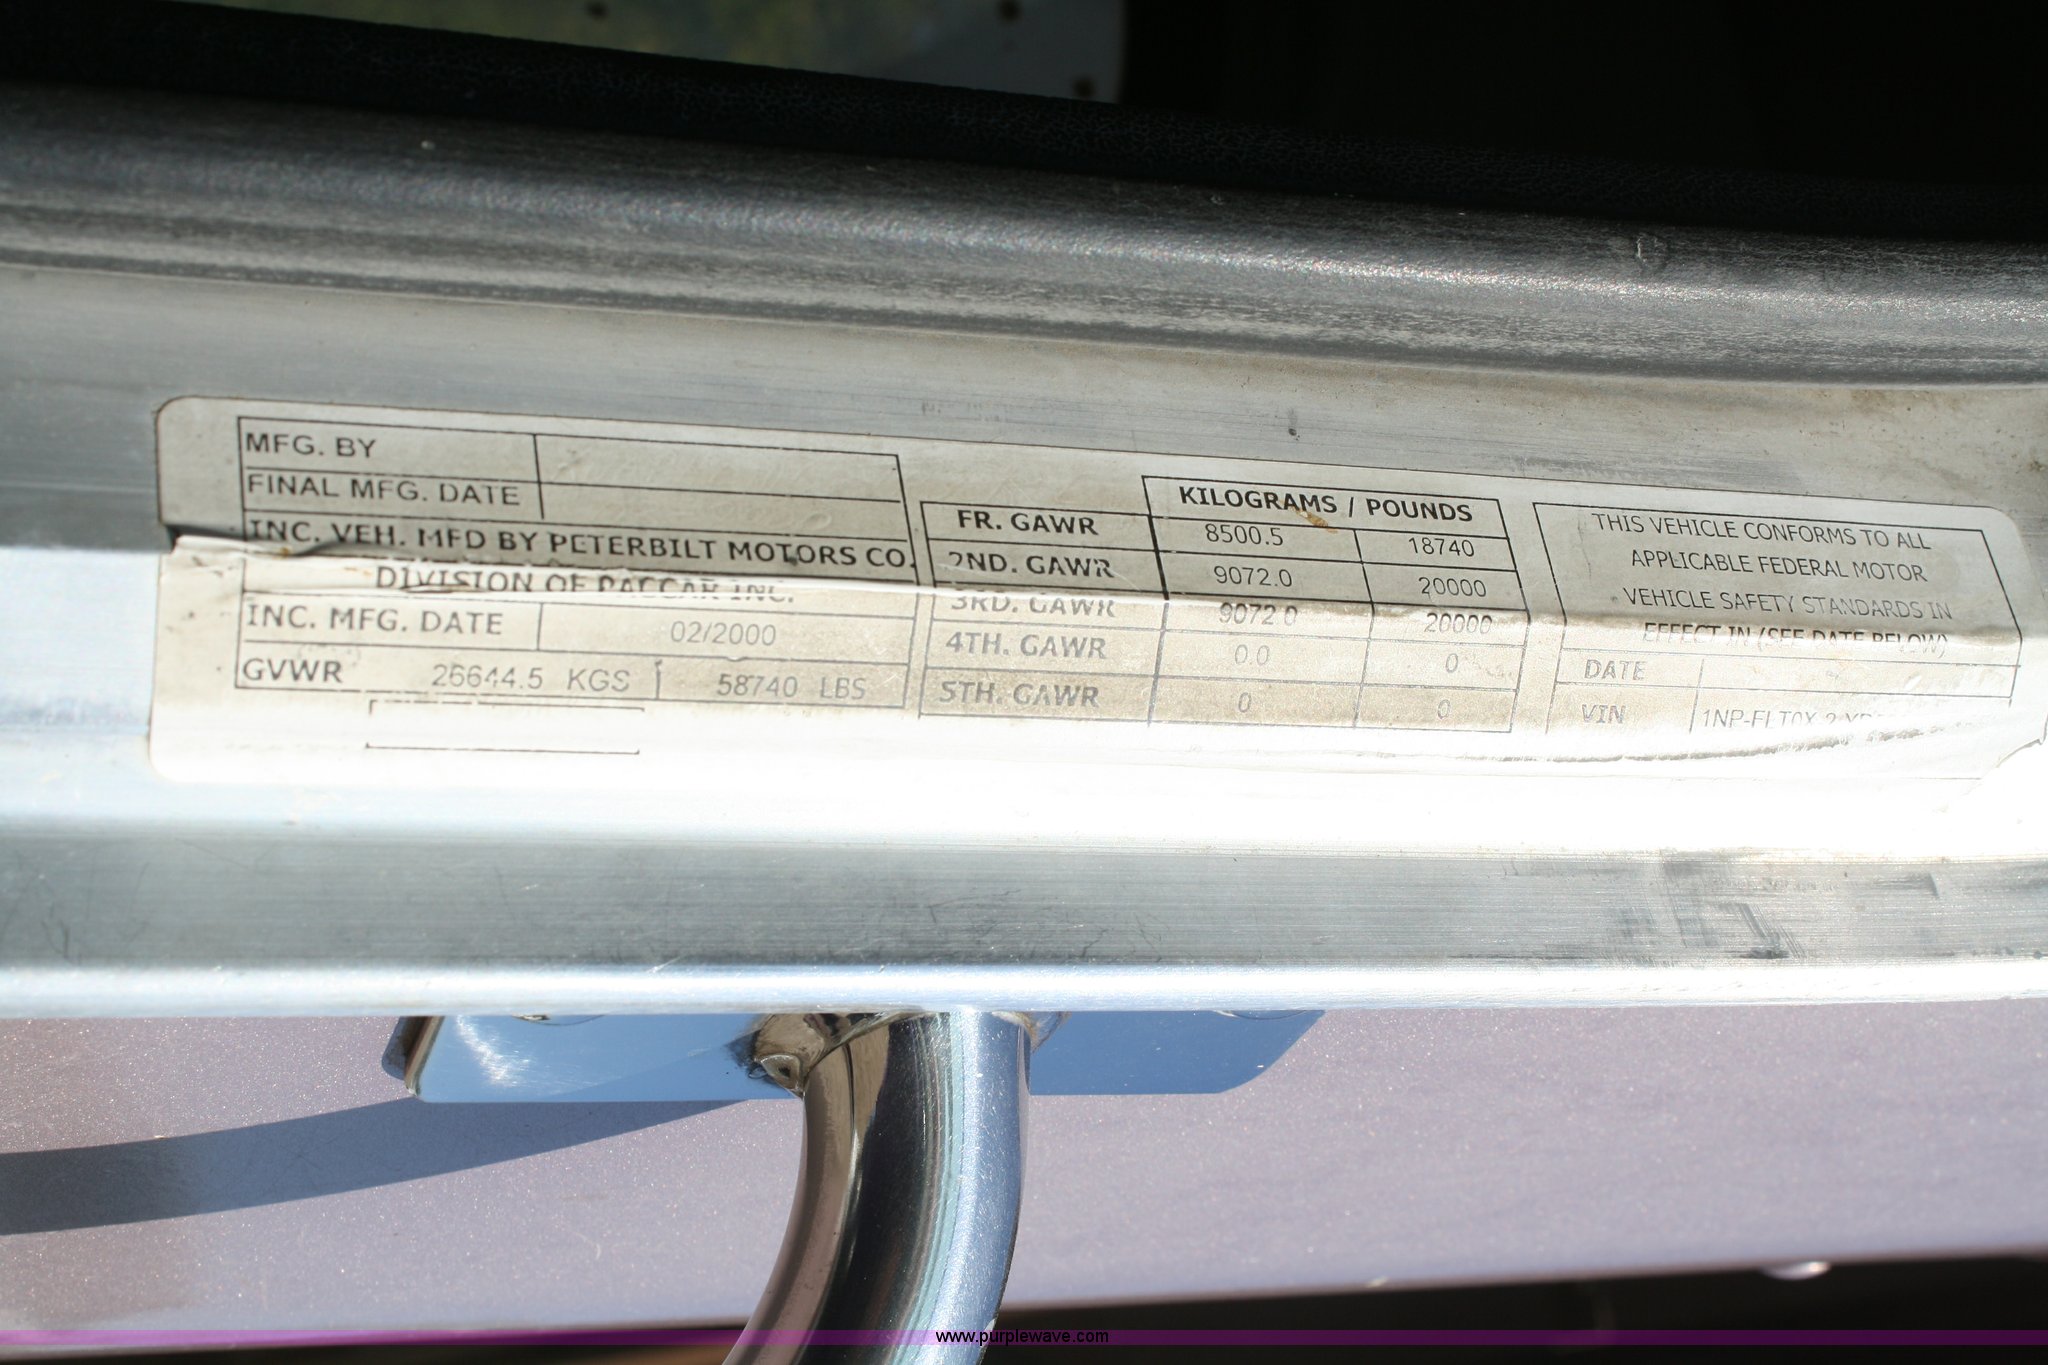 MFG. BY
FINAL MFG. DATE
INC. VEH. MFD BY PETERBILT MOTORS CO.
DIVISION OF PACCAR INC.
INC. MFG. DATE 02/2000
GVWR 26644.5 KGS 58740 LBS
KILOGRAMS / POUNDS
FR. GAWR 8500.5 18740
2ND. GAWR 9072.0 20000
3RD. GAWR 9072.0 20000
4TH. GAWR 0.0 0
5TH. GAWR 0 0
THIS VEHICLE CONFORMS TO ALL
APPLICABLE FEDERAL MOTOR
VEHICLE SAFETY STANDARDS IN
EFFECT IN (SEE DATE BELOW)
DATE
VIN
www.purplewave.com